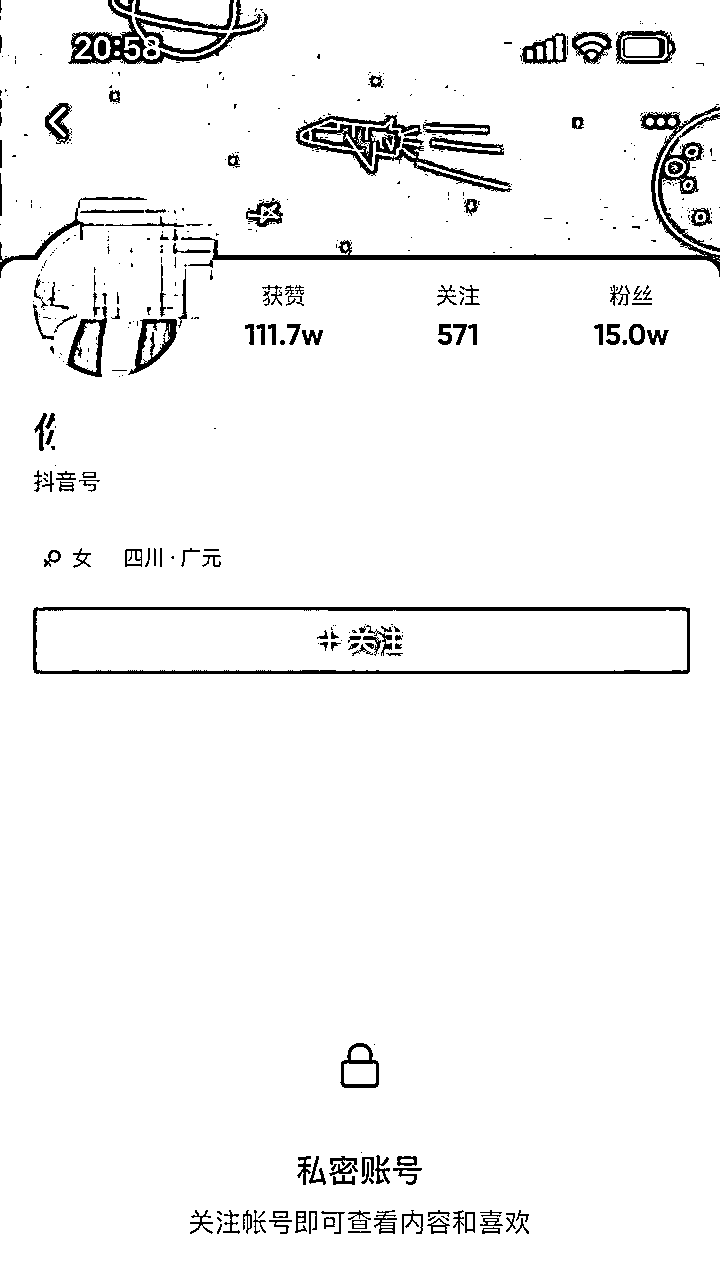 20:58
获赞 关注 粉丝
111.7w 571 15.0w
抖音号
女 四川·广元
+ 关注
私密账号
关注帐号即可查看内容和喜欢